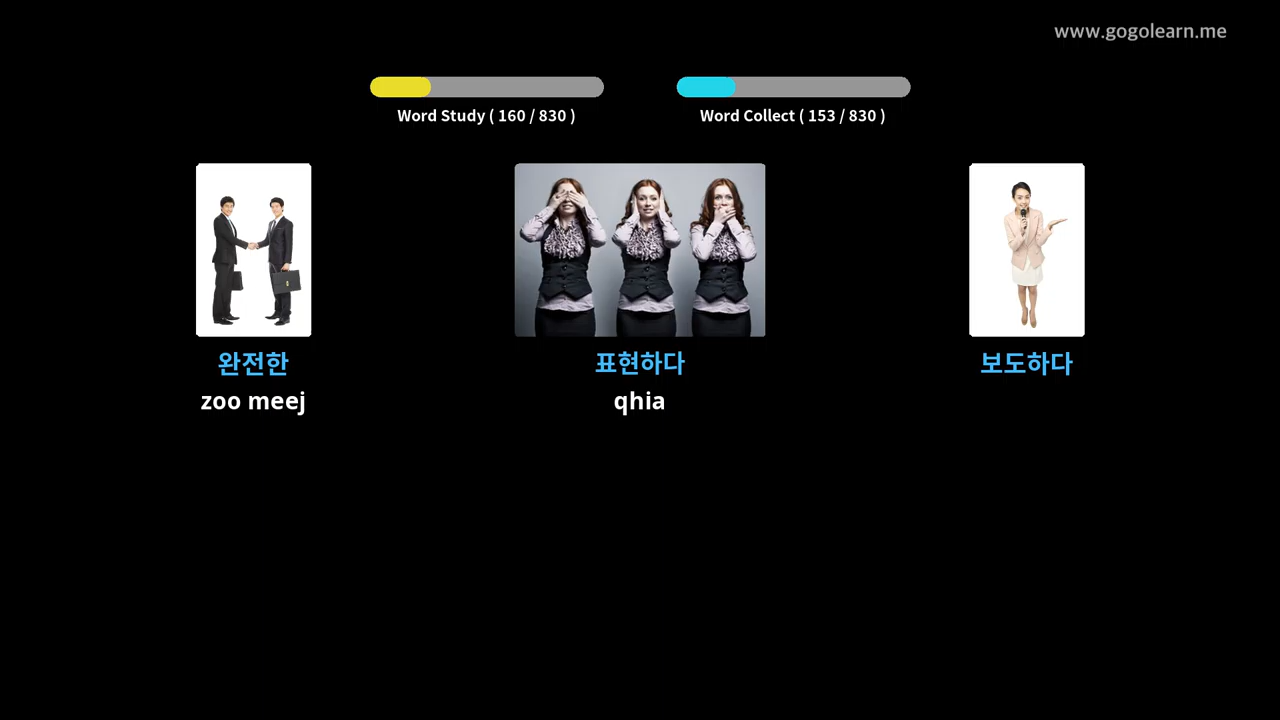 www.gogolearn.me
Word Study ( 160 / 830 )
Word Collect ( 153 / 830 )
완전한
표현하다
보도하다
zoo meej
qhia